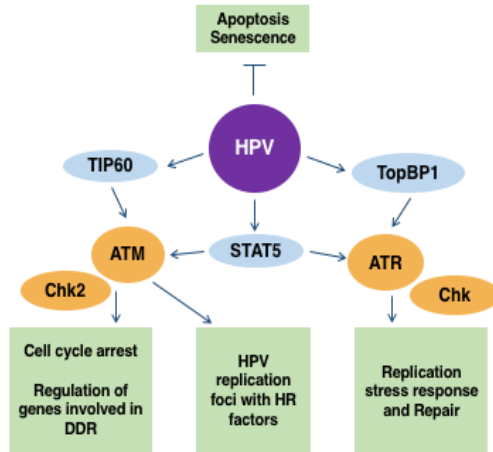 Apoptosis
Senescence
HPV
TIP60
TopBP1
STAT5
ATM
ATR
Chk2
Chk
Cell cycle arrest
Regulation of
genes involved in
DDR
HPV
replication
foci with HR
factors
Replication
stress response
and Repair